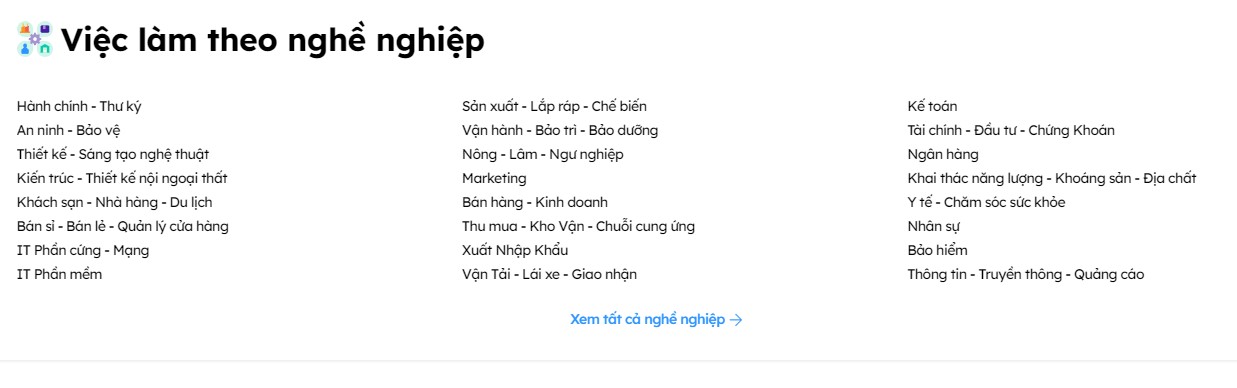 Việc làm theo nghề nghiệp
Hành chính - Thư ký
An ninh - Bảo vệ
Thiết kế - Sáng tạo nghệ thuật
Kiến trúc - Thiết kế nội ngoại thất
Khách sạn - Nhà hàng - Du lịch
Bán sỉ - Bán lẻ - Quản lý cửa hàng
IT Phần cứng - Mạng
IT Phần mềm
Sản xuất - Lắp ráp - Chế biến
Vận hành - Bảo trì - Bảo dưỡng
Nông - Lâm - Ngư nghiệp
Marketing
Bán hàng - Kinh doanh
Thu mua - Kho Vận - Chuỗi cung ứng
Xuất Nhập Khẩu
Vận Tải - Lái xe - Giao nhận
Kế toán
Tài chính - Đầu tư - Chứng Khoán
Ngân hàng
Khai thác năng lượng - Khoáng sản - Địa chất
Y tế - Chăm sóc sức khỏe
Nhân sự
Bảo hiểm
Thông tin - Truyền thông - Quảng cáo
Xem tất cả nghề nghiệp →